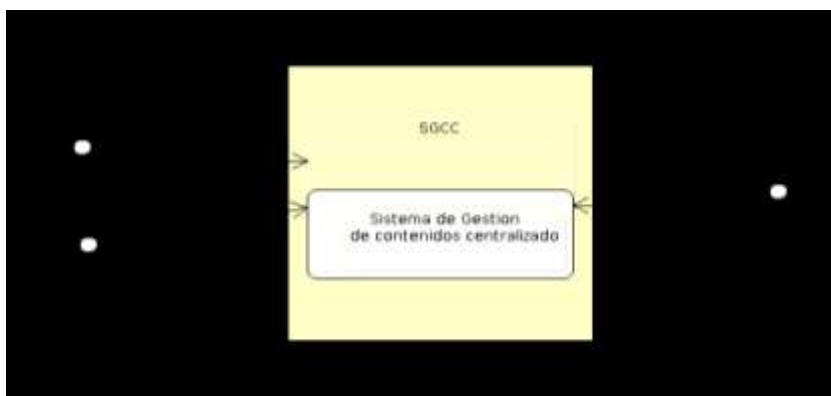 SGCC
Sistema de Gestion
de contenidos centralizado